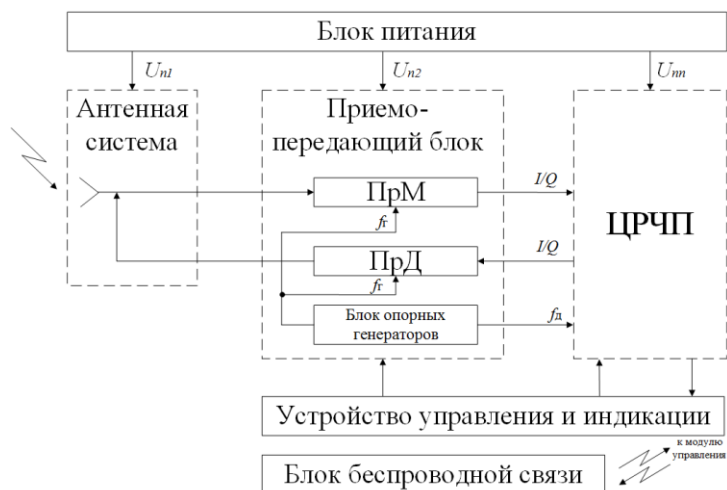 Блок питания
Uп1
Uп2
Uпп
Антенная
система
Приемо-
передающий блок
ПрМ
I/Q
fг
ЦРЧП
I/Q
ПрД
fг
Блок опорных
генераторов
fд
Устройство управления и индикации
к модулю
управления
Блок беспроводной связи